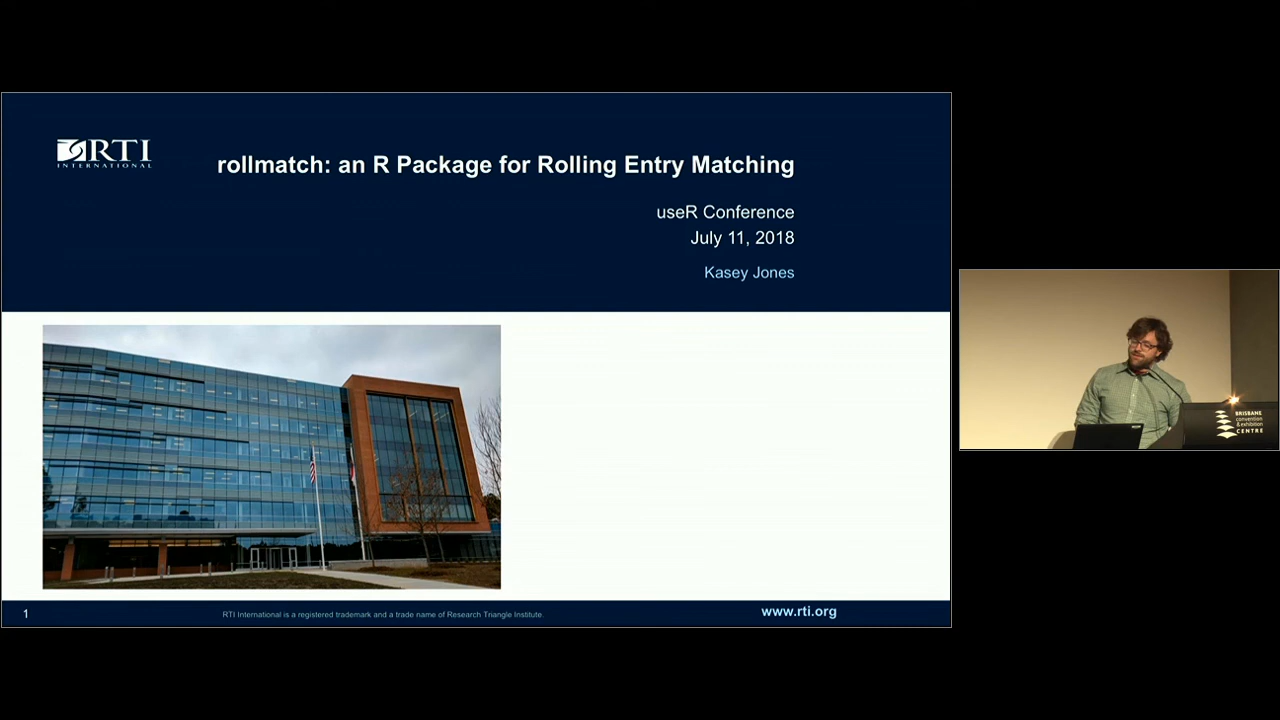 RTI
INTERNATIONAL
rollmatch: an R Package for Rolling Entry Matching
useR Conference
July 11, 2018
Kasey Jones
1
RTI International is a registered trademark and a trade name of Research Triangle Institute.
www.rti.org
BRISBANE
convention
& exhibition
CENTRE